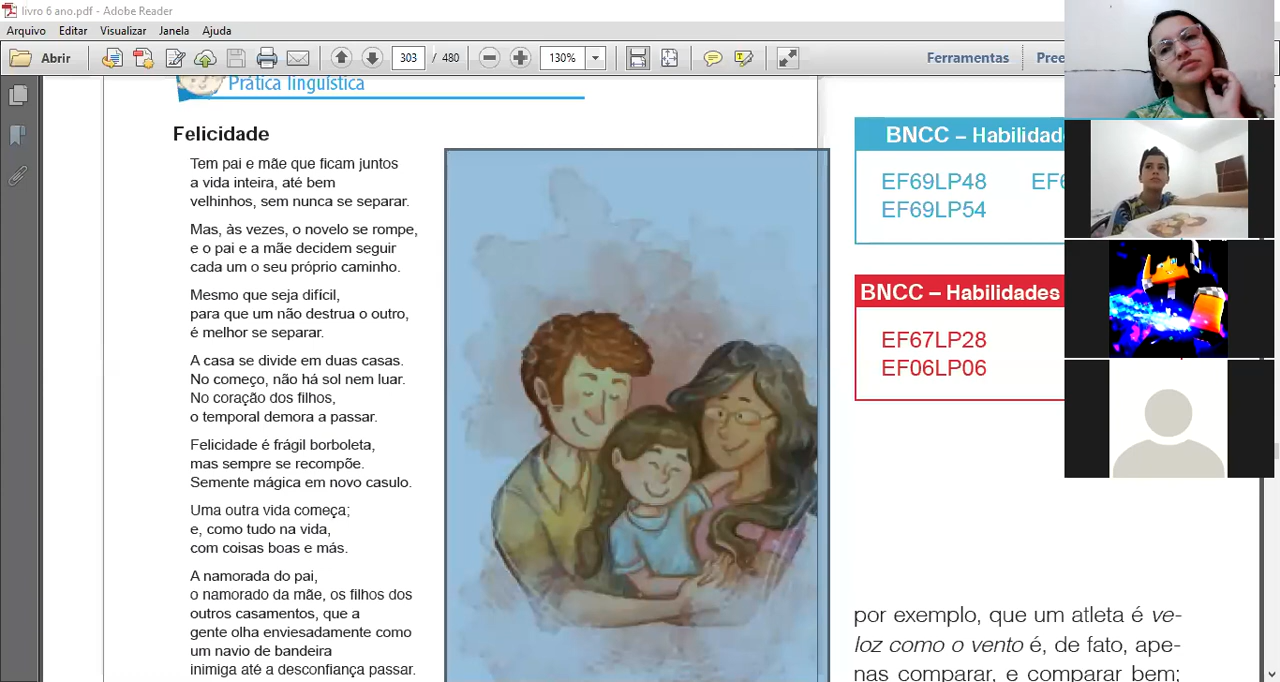 livro 6 ano.pdf - Adobe Reader
Arquivo Editar Visualizar Janela Ajuda
Abrir 303 / 480 130% Ferramentas
Prática linguística
Felicidade
Tem pai e mãe que ficam juntos
a vida inteira, até bem
velhinhos, sem nunca se separar.
Mas, às vezes, o novelo se rompe,
e o pai e a mãe decidem seguir
cada um o seu próprio caminho.
Mesmo que seja difícil,
para que um não destrua o outro,
é melhor se separar.
A casa se divide em duas casas.
No começo, não há sol nem luar.
No coração dos filhos,
o temporal demora a passar.
Felicidade é frágil borboleta,
mas sempre se recompõe.
Semente mágica em novo casulo.
Uma outra vida começa;
e, como tudo na vida,
com coisas boas e más.
A namorada do pai,
o namorado da mãe, os filhos dos
outros casamentos, que a
gente olha enviesadamente como
um navio de bandeira
inimiga até a desconfiança passar.
BNCC – Habilidad
EF69LP48
EF69LP54
BNCC – Habilidades
EF67LP28
EF06LP06
por exemplo, que um atleta é ve-
loz como o vento é, de fato, ape-
nas comparar, e comparar bem;